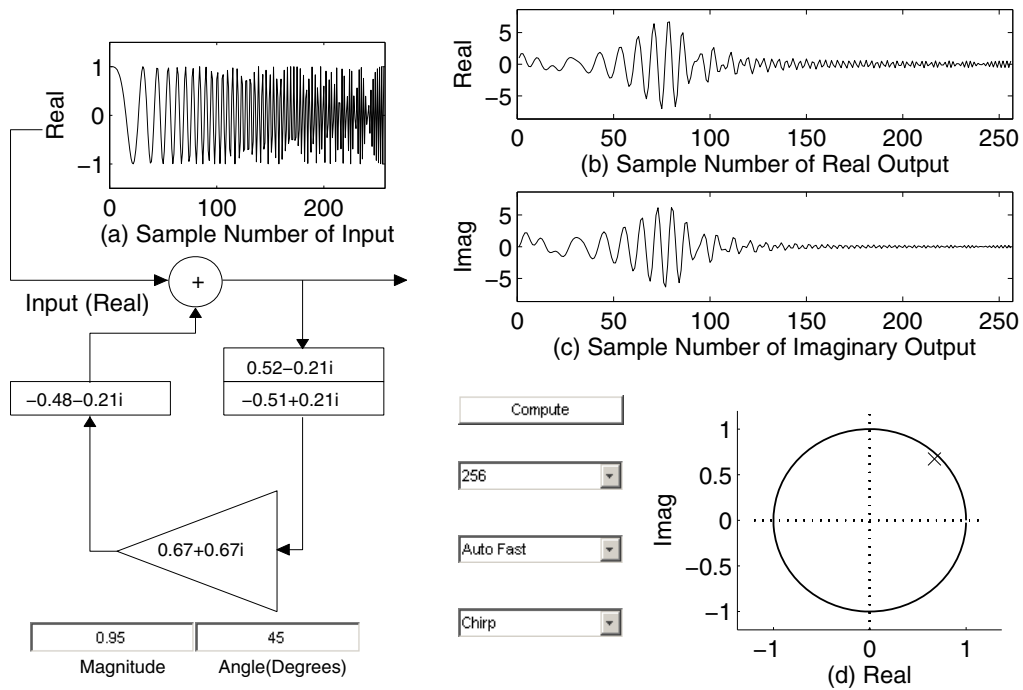 Real
1
0
−1
0 100 200
(a) Sample Number of Input
Input (Real)
+
0.52−0.21i
−0.51+0.21i
−0.48−0.21i
0.67+0.67i
0.95
45
Magnitude
Angle(Degrees)
Real
5
0
−5
0 50 100 150 200 250
(b) Sample Number of Real Output
Imag
5
0
−5
0 50 100 150 200 250
(c) Sample Number of Imaginary Output
Compute
256
Auto Fast
Chirp
Imag
1
0.5
0
−0.5
−1
−1 0 1
(d) Real